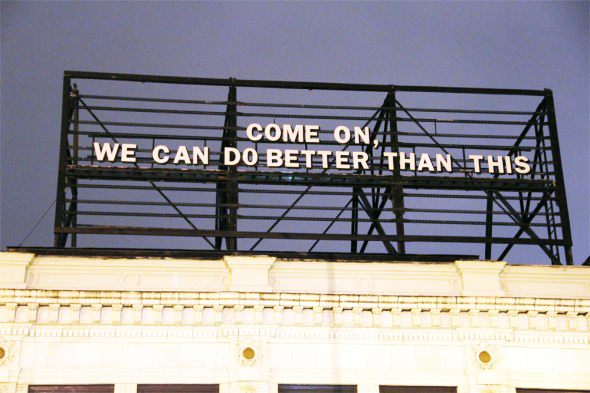 COME ON,
WE CAN DO BETTER THAN THIS